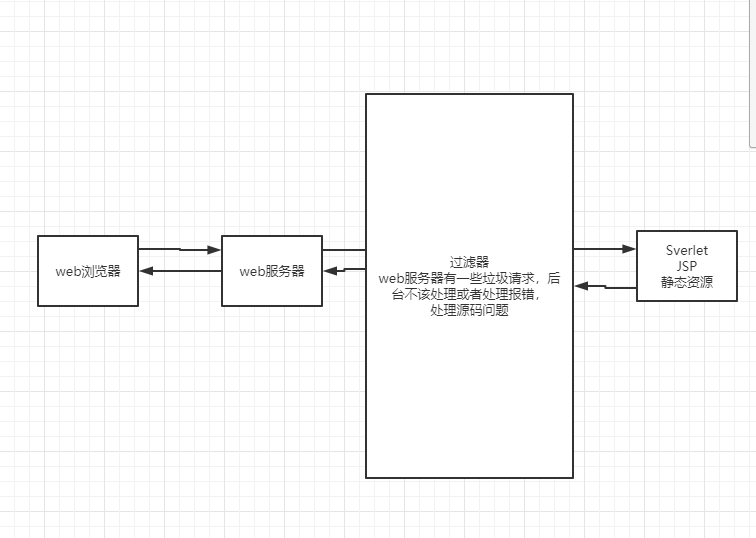 web浏览器
web服务器
过滤器
web服务器有一些垃圾请求，后
台不该处理或者处理报错，
处理源码问题
Sverlet
JSP
静态资源